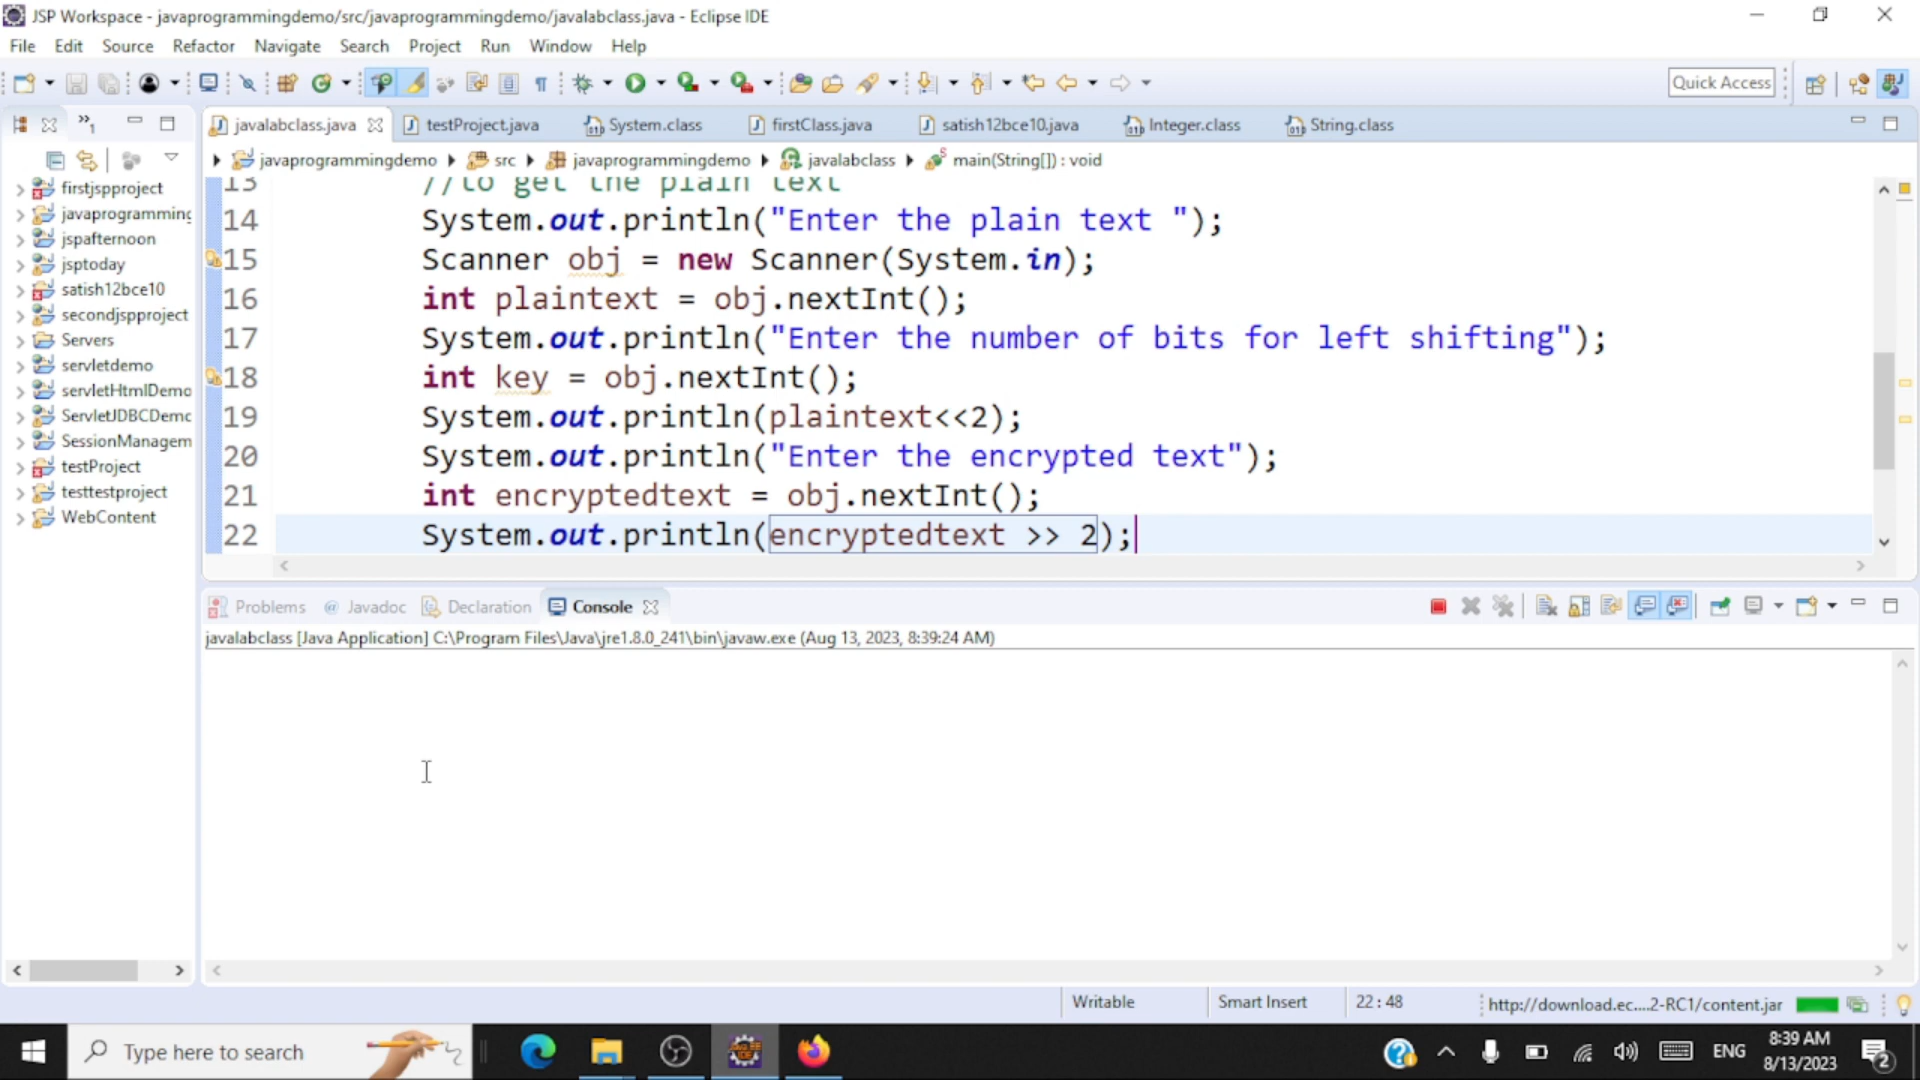 JSP Workspace - javaprogrammingdemo/src/javaprogrammingdemo/javalabclass.java - Eclipse IDE
File Edit Source Refactor Navigate Search Project Run Window Help
Quick Access
javalabclass.java testProject.java System.class firstClass.java satish12bce10.java Integer.class String.class
javaprogrammingdemo src javaprogrammingdemo javalabclass main(String[]) : void
firstjspproject
javaprogramming
jspafternoon
jsptoday
satish12bce10
secondjspproject
Servers
servletdemo
servletHtmlDemo
ServletJDBCDemo
SessionManagem
testProject
testtestproject
WebContent
13 //to get the plain text
14 System.out.println("Enter the plain text ");
15 Scanner obj = new Scanner(System.in);
16 int plaintext = obj.nextInt();
17 System.out.println("Enter the number of bits for left shifting");
18 int key = obj.nextInt();
19 System.out.println(plaintext<<2);
20 System.out.println("Enter the encrypted text");
21 int encryptedtext = obj.nextInt();
22 System.out.println(encryptedtext >> 2);
Problems @ Javadoc Declaration Console
javalabclass [Java Application] C:\Program Files\Java\jre1.8.0_241\bin\javaw.exe (Aug 13, 2023, 8:39:24 AM)
Writable Smart Insert 22 : 48 http://download.ec....2-RC1/content.jar
Type here to search
ENG
8:39 AM
8/13/2023
2